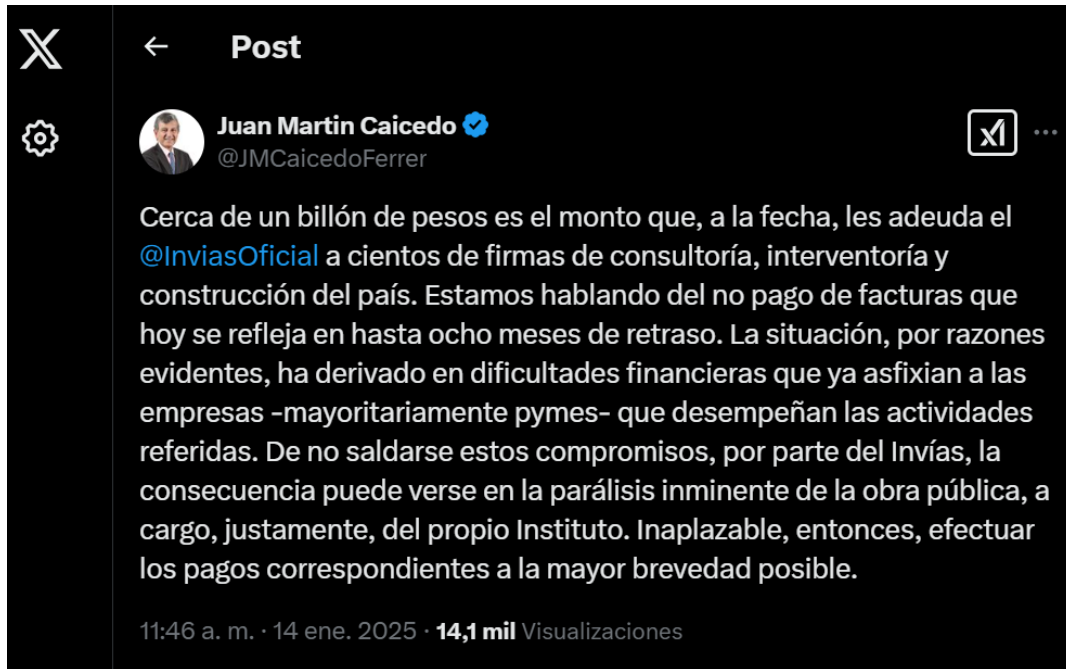 Post
Juan Martin Caicedo
@JMCaicedoFerrer
Cerca de un billón de pesos es el monto que, a la fecha, les adeuda el
@InviasOficial a cientos de firmas de consultoría, interventoría y
construcción del país. Estamos hablando del no pago de facturas que
hoy se refleja en hasta ocho meses de retraso. La situación, por razones
evidentes, ha derivado en dificultades financieras que ya asfixian a las
empresas -mayoritariamente pymes- que desempeñan las actividades
referidas. De no saldarse estos compromisos, por parte del Invías, la
consecuencia puede verse en la parálisis inminente de la obra pública, a
cargo, justamente, del propio Instituto. Inaplazable, entonces, efectuar
los pagos correspondientes a la mayor brevedad posible.
11:46 a. m. · 14 ene. 2025 · 14,1 mil Visualizaciones